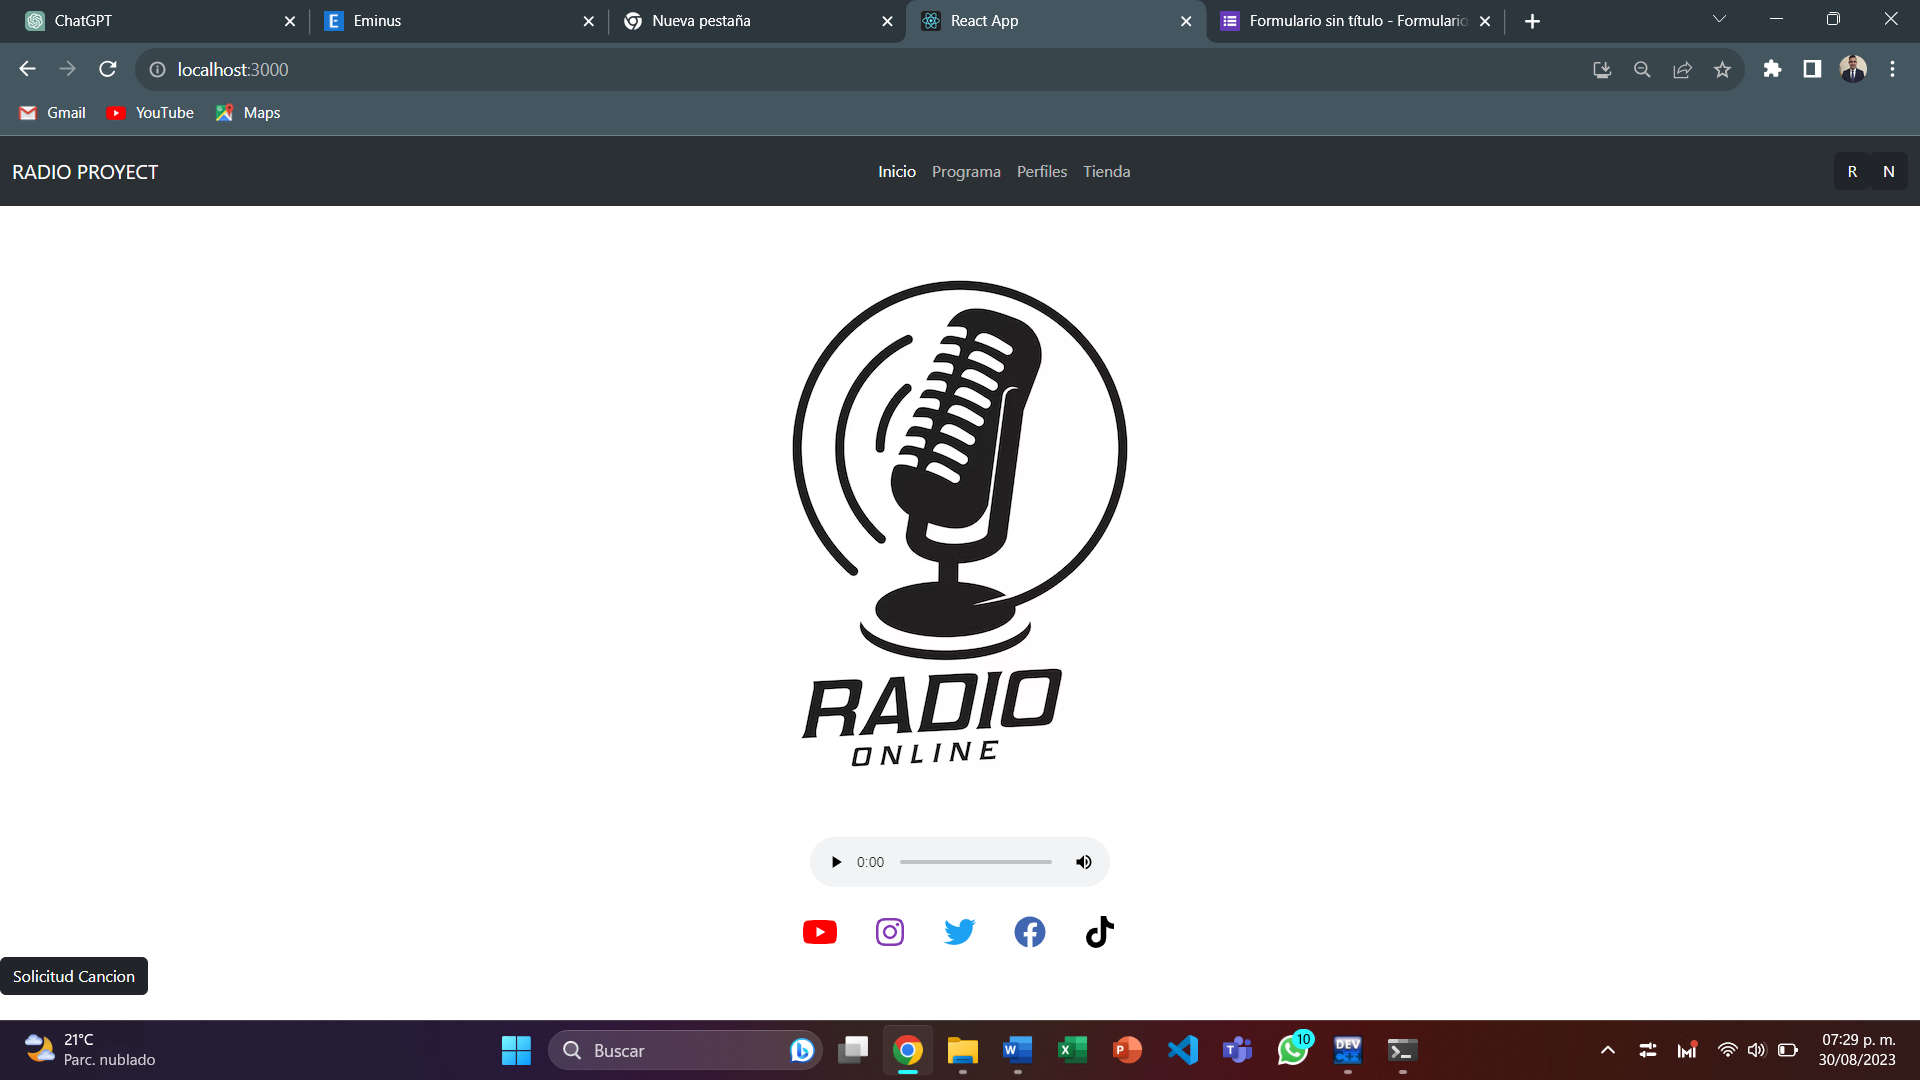 ChatGPT
Eminus
Nueva pestaña
React App
Formulario sin título - Formulario
localhost:3000
Gmail
YouTube
Maps
RADIO PROYECT
Inicio
Programa
Perfiles
Tienda
R
N
RADIO
ONLINE
0:00
Solicitud Cancion
21°C
Parc. nublado
Buscar
10
DEV
C++
07:29 p. m.
30/08/2023